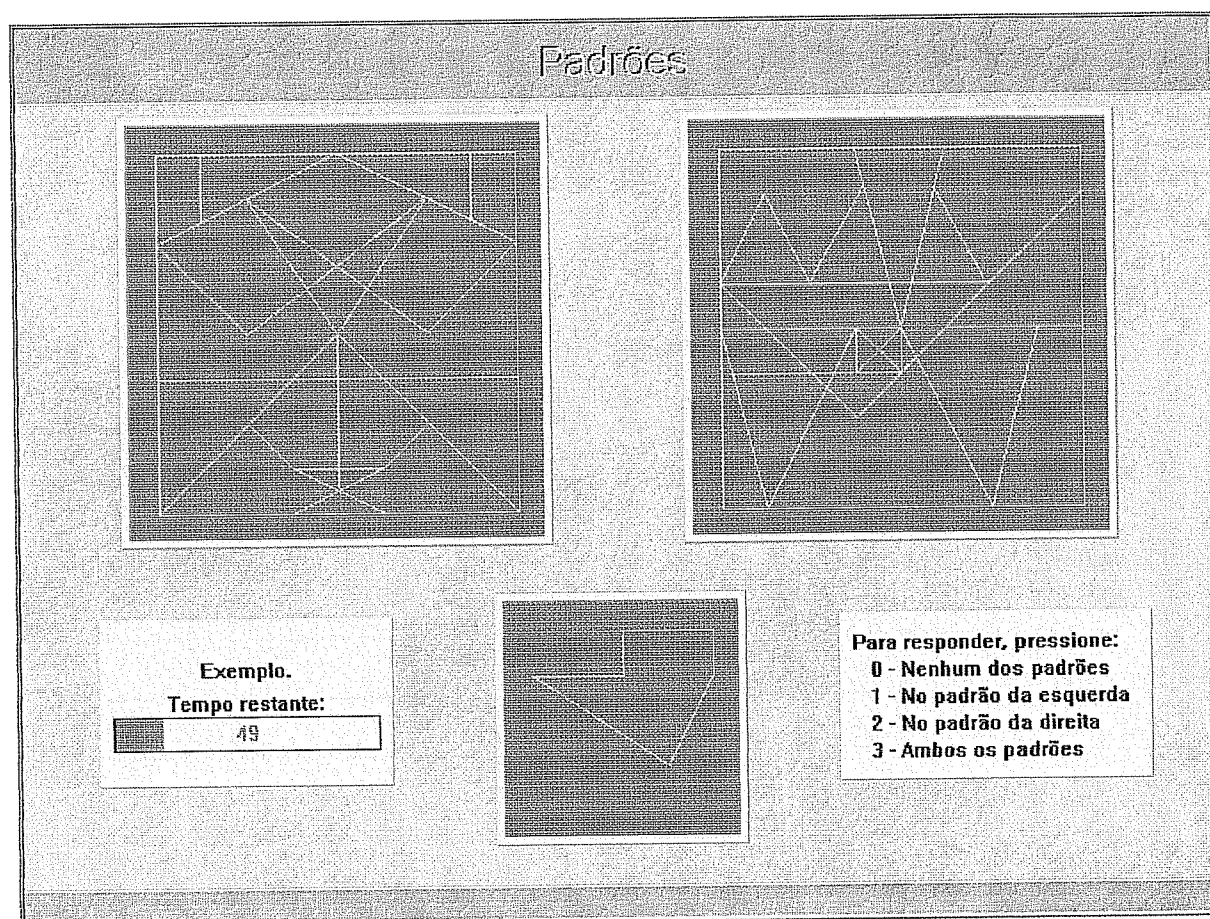 Padrões
Exemplo.
Tempo restante:
49
Para responder, pressione:
0 - Nenhum dos padrões
1 - No padrão da esquerda
2 - No padrão da direita
3 - Ambos os padrões